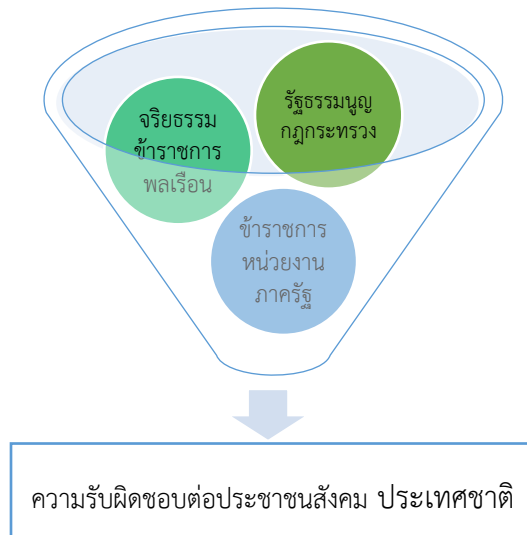 จริยธรรม
ข้าราชการ
พลเรือน
รัฐธรรมนูญ
กฎกระทรวง
ข้าราชการ
หน่วยงาน
ภาครัฐ
ความรับผิดชอบต่อประชาชนสังคม ประเทศชาติ